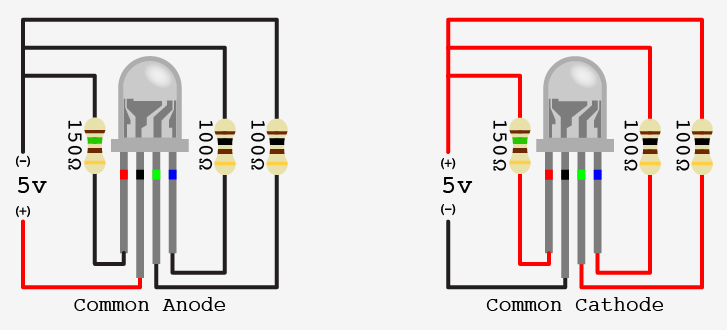 150Ω
100Ω
100Ω
(-)
5v
(+)
Common Anode
150Ω
100Ω
100Ω
(+)
5v
(-)
Common Cathode